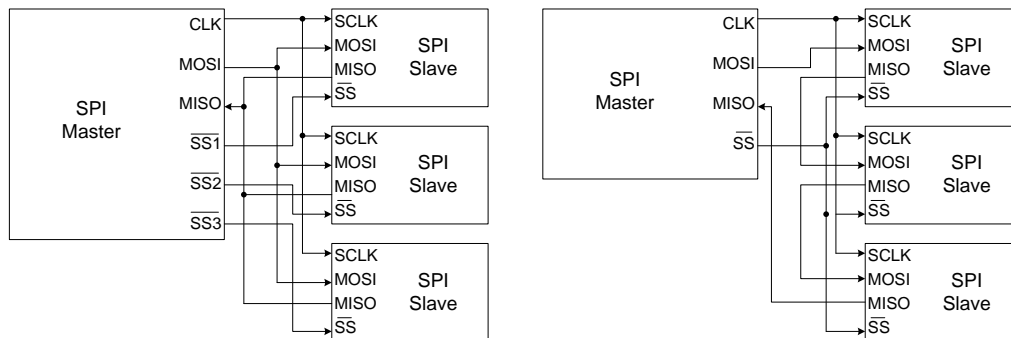 CLK
MOSI
MISO
SS1
SS2
SS3
SPI
Master
SCLK
MOSI
MISO
SS
SPI
Slave
SCLK
MOSI
MISO
SS
SPI
Slave
SCLK
MOSI
MISO
SS
SPI
Slave
CLK
MOSI
MISO
SS
SPI
Master
SCLK
MOSI
MISO
SS
SPI
Slave
SCLK
MOSI
MISO
SS
SPI
Slave
SCLK
MOSI
MISO
SS
SPI
Slave